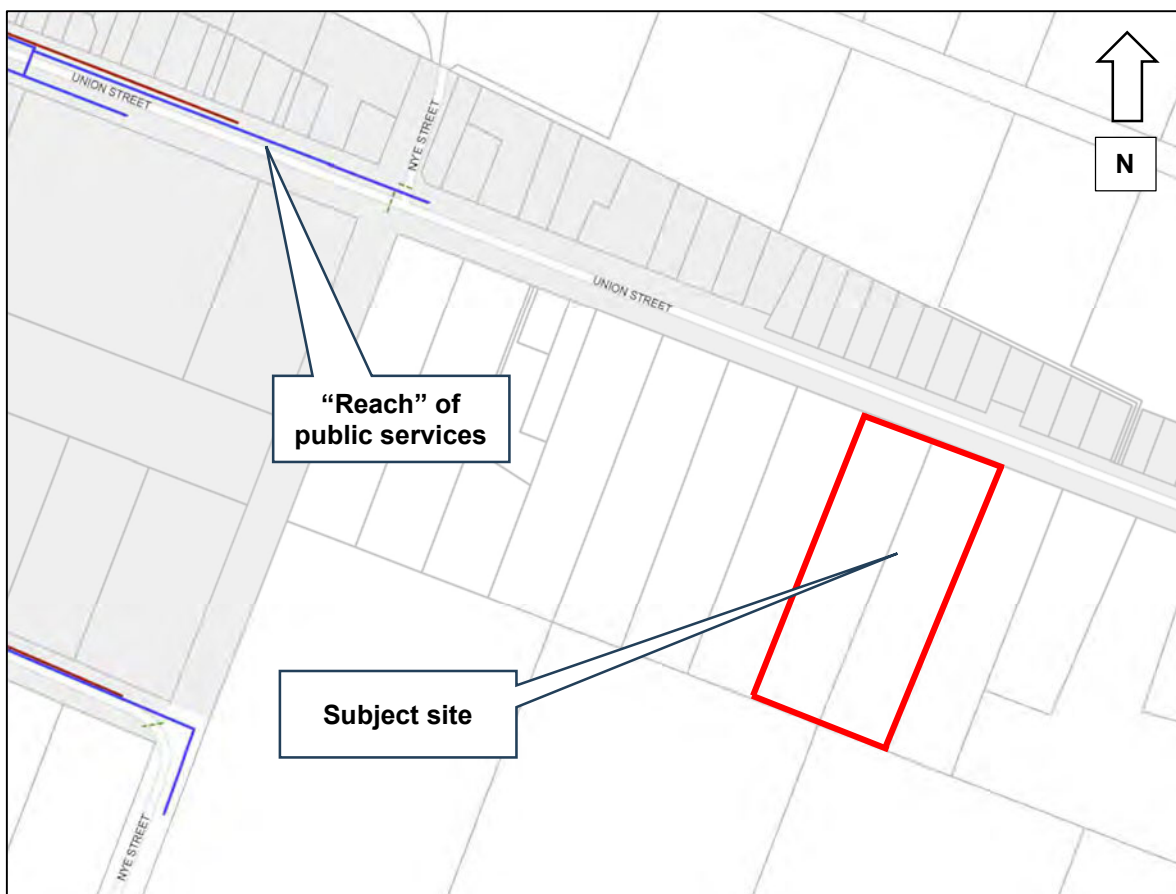 UNION STREET
NYE STREET
N
UNION STREET
“Reach” of
public services
Subject site
NYE STREET